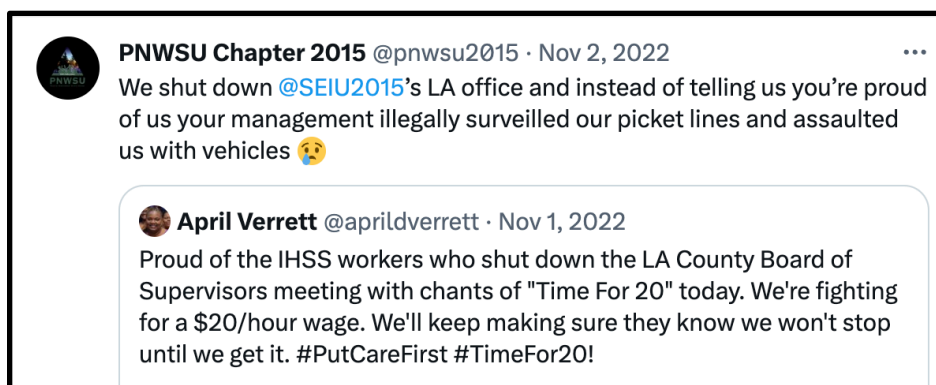 PNWSU Chapter 2015 @pnwsu2015 · Nov 2, 2022
We shut down @SEIU2015’s LA office and instead of telling us you’re proud
of us your management illegally surveilled our picket lines and assaulted
us with vehicles 😢
PNWSU
April Verrett @aprildverrett · Nov 1, 2022
Proud of the IHSS workers who shut down the LA County Board of
Supervisors meeting with chants of "Time For 20" today. We're fighting
for a $20/hour wage. We'll keep making sure they know we won't stop
until we get it. #PutCareFirst #TimeFor20!